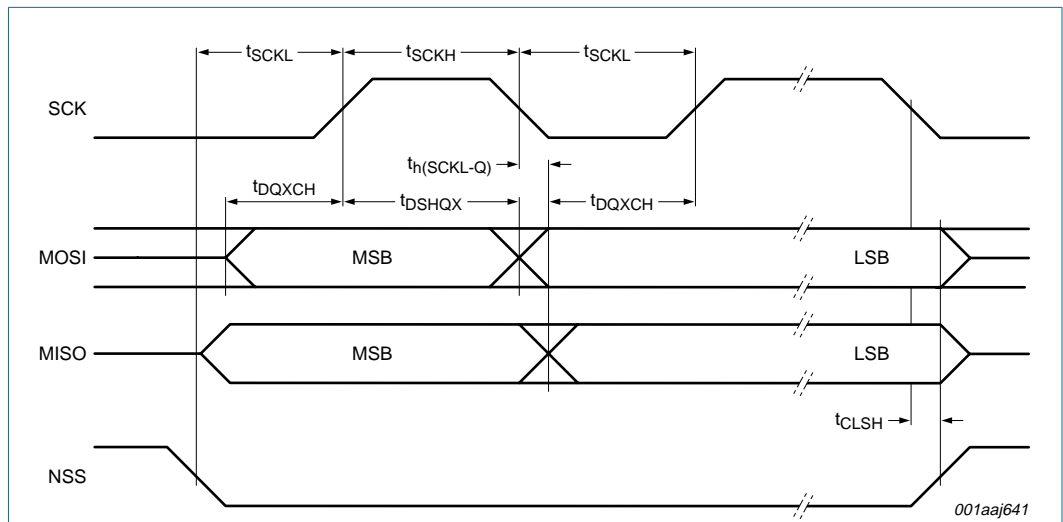 tSCKL tSCKH tSCKL
SCK
th(SCKL-Q)
tDQXCH tDSHQX tDQXCH
MOSI MSB LSB
MISO MSB LSB
tCLSH
NSS
001aaj641